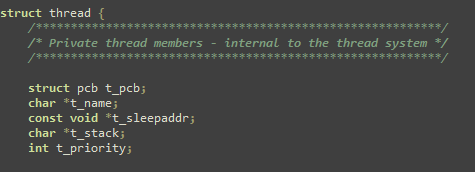 struct thread {
/**********************************************************/
/* Private thread members - internal to the thread system */
/**********************************************************/
struct pcb t_pcb;
char *t_name;
const void *t_sleepaddr;
char *t_stack;
int t_priority;